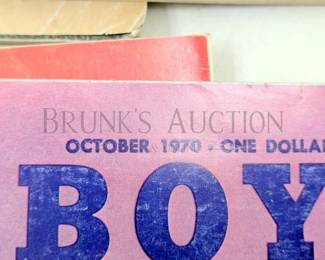 BRUNK'S AUCTION
OCTOBER 1970 • ONE DOLLA
BOY